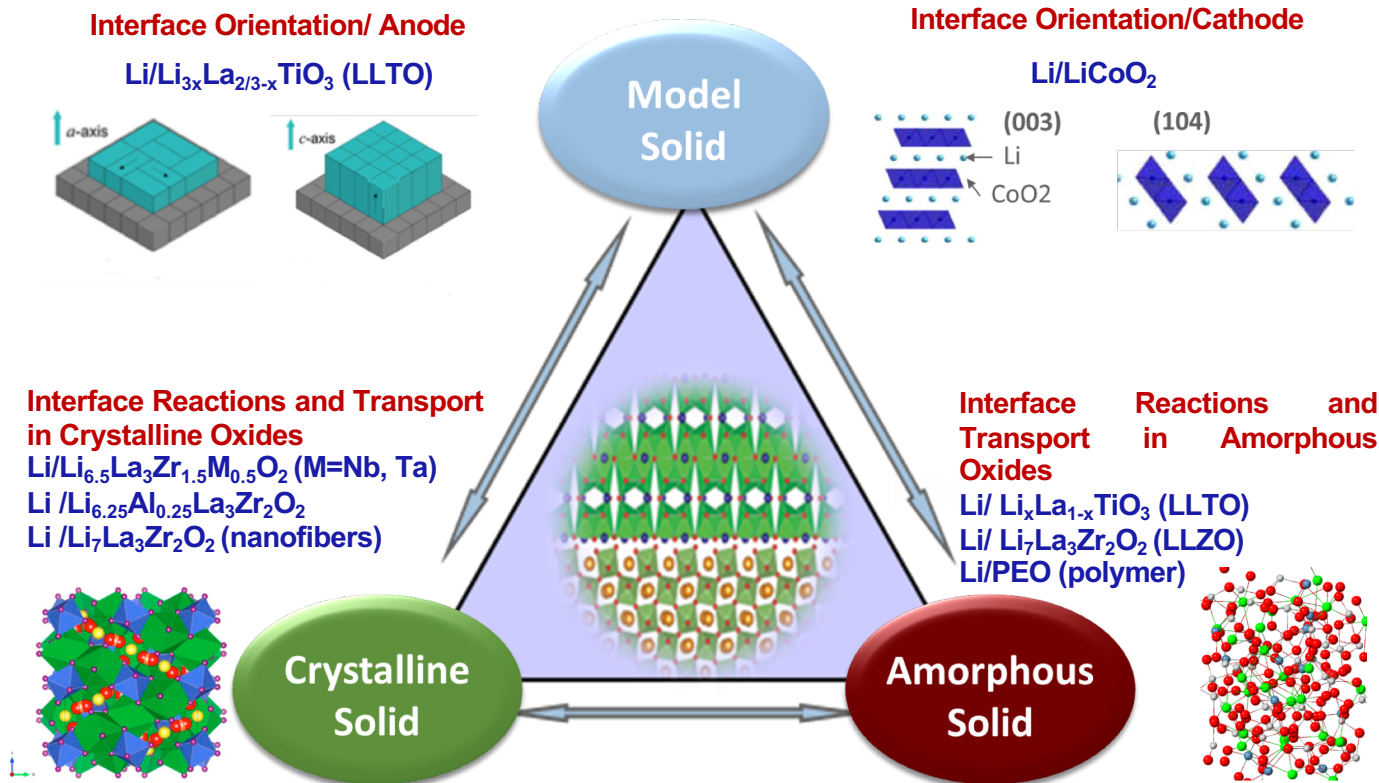 Interface Orientation/ Anode
Li/Li3xLa2/3-xTiO3 (LLTO)
a-axis
c-axis
Model
Solid
Interface Orientation/Cathode
Li/LiCoO2
(003)
(104)
Li
CoO2
Interface Reactions and Transport
in Crystalline Oxides
Li/Li6.5La3Zr1.5M0.5O2 (M=Nb, Ta)
Li /Li6.25Al0.25La3Zr2O2
Li /Li7La3Zr2O2 (nanofibers)
Interface Reactions and
Transport in Amorphous
Oxides
Li/ LixLa1-xTiO3 (LLTO)
Li/ Li7La3Zr2O2 (LLZO)
Li/PEO (polymer)
Crystalline
Solid
Amorphous
Solid